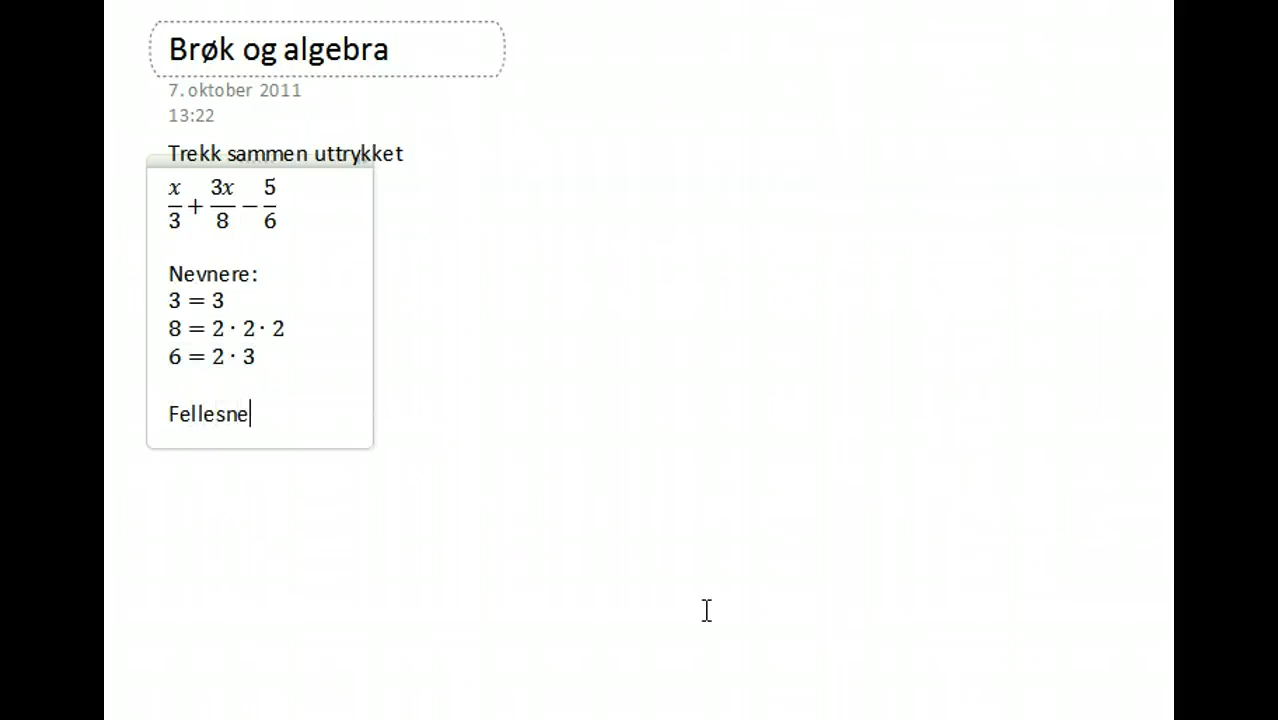 Brøk og algebra
7. oktober 2011
13:22
Trekk sammen uttrykket
x/3 + 3x/8 − 5/6
Nevnere:
3 = 3
8 = 2 · 2 · 2
6 = 2 · 3
Fellesne